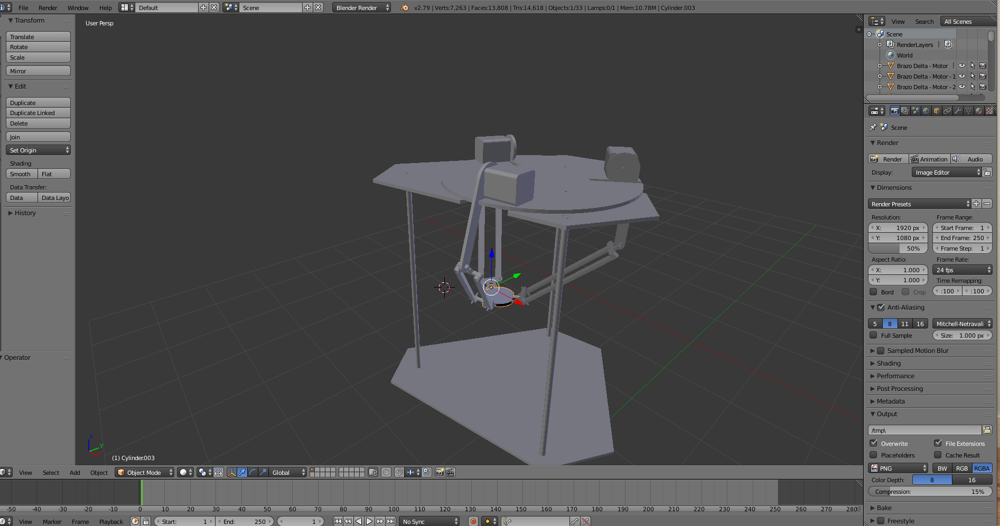 File Render Window Help Default Scene Blender Render v2.79 | Verts:7,263 | Faces:13,808 | Tris:14,618 | Objects:1/33 | Lamps:0/1 | Mem:10.78M | Cylinder.003
Transform
Translate
Rotate
Scale
Mirror
Edit
Duplicate
Duplicate Linked
Delete
Join
Set Origin
Shading:
Smooth Flat
Data Transfer:
Data Data Layo
History
Operator
User Persp
z
y
x
(1) Cylinder.003
View Search All Scenes
Scene
RenderLayers |
World
Brazo Delta - Motor |
Brazo Delta - Motor - 1
Brazo Delta - Motor - 2
Scene
Render
Render Animation Audio
Display: Image Editor
Dimensions
Render Presets
Resolution: Frame Range:
X: 1920 px Start Frame: 1
Y: 1080 px End Frame: 250
50% Frame Step: 1
Aspect Ratio: Frame Rate:
X: 1.000 24 fps
Y: 1.000 Time Remapping:
Bord Crop :100 :100
Anti-Aliasing
5 8 11 16 Mitchell-Netravali
Full Sample Size: 1.000 px
Sampled Motion Blur
Shading
Performance
Post Processing
Metadata
Output
/tmp\
Overwrite File Extensions
Placeholders Cache Result
PNG BW RGB RGBA
Color Depth: 8 16
Compression: 15%
Bake
Freestyle
View Select Add Object Object Mode Global
-50 -40 -30 -20 -10 0 10 20 30 40 50 60 70 80 90 100 110 120 130 140 150 160 170 180 190 200 210 220 230 240 250 260 270 280
View Marker Frame Playback Start: 1 End: 250 1 No Sync